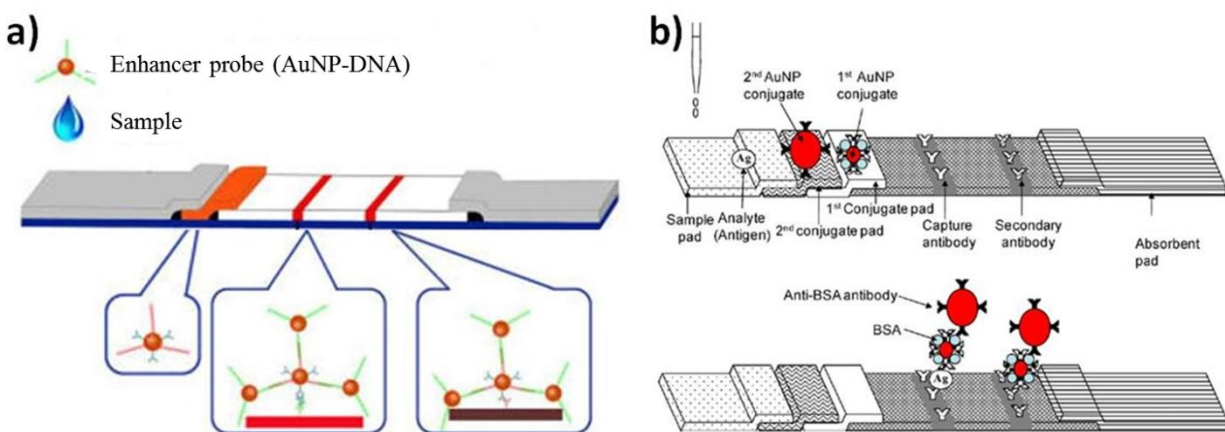 a)
Enhancer probe (AuNP-DNA)
Sample
b)
2nd AuNP
conjugate
1st AuNP
conjugate
Ag
Sample
pad
Analyte
(Antigen)
2nd conjugate pad
1st Conjugate pad
Capture
antibody
Secondary
antibody
Absorbent
pad
Anti-BSA antibody
BSA
Ag